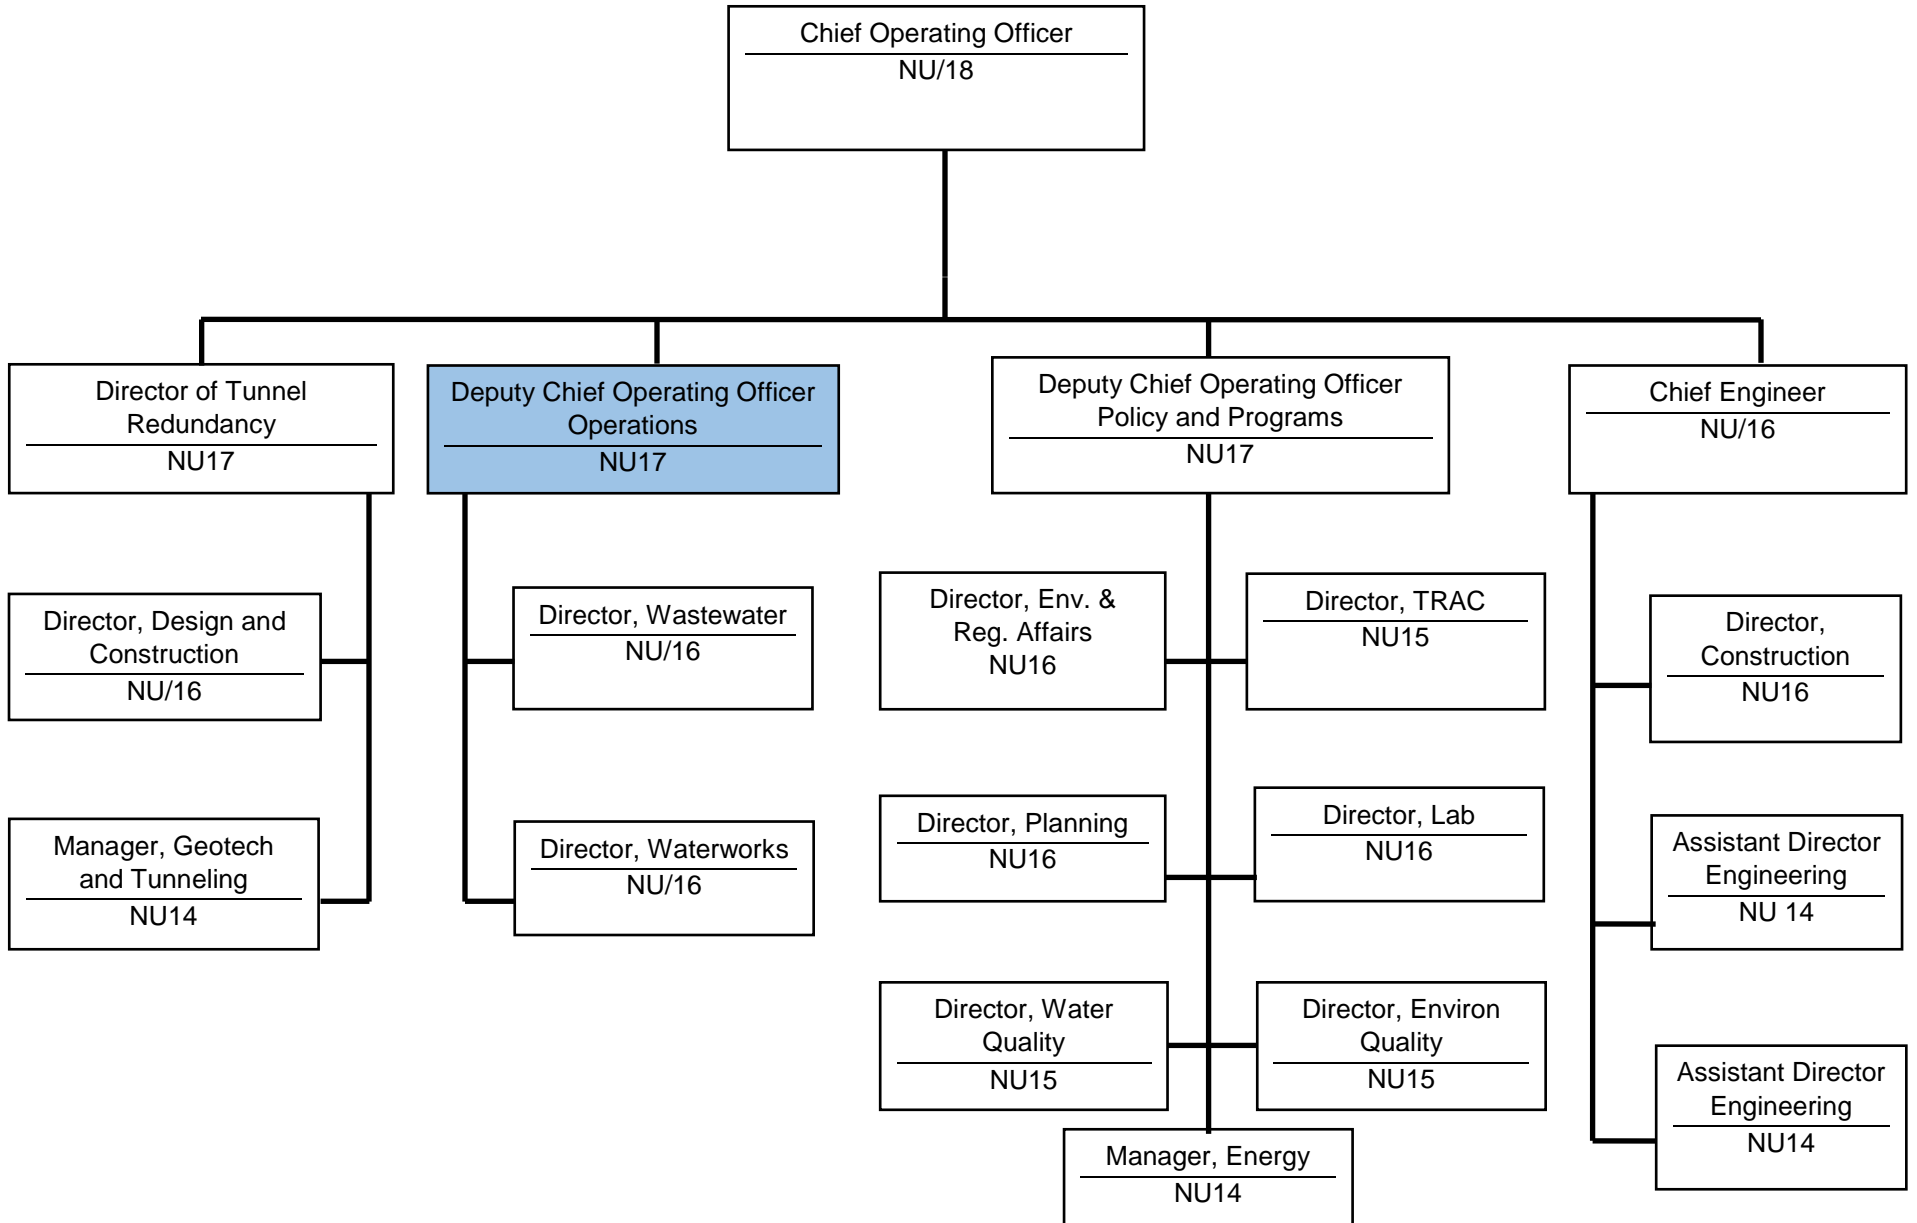 Chief Operating Officer
NU/18
Director of Tunnel
Redundancy
NU17
Deputy Chief Operating Officer
Operations
NU17
Deputy Chief Operating Officer
Policy and Programs
NU17
Chief Engineer
NU/16
Director, Design and
Construction
NU/16
Manager, Geotech
and Tunneling
NU14
Director, Wastewater
NU/16
Director, Waterworks
NU/16
Director, Env. &
Reg. Affairs
NU16
Director, TRAC
NU15
Director, Planning
NU16
Director, Lab
NU16
Director, Water
Quality
NU15
Director, Environ
Quality
NU15
Manager, Energy
NU14
Director,
Construction
NU16
Assistant Director
Engineering
NU 14
Assistant Director
Engineering
NU14